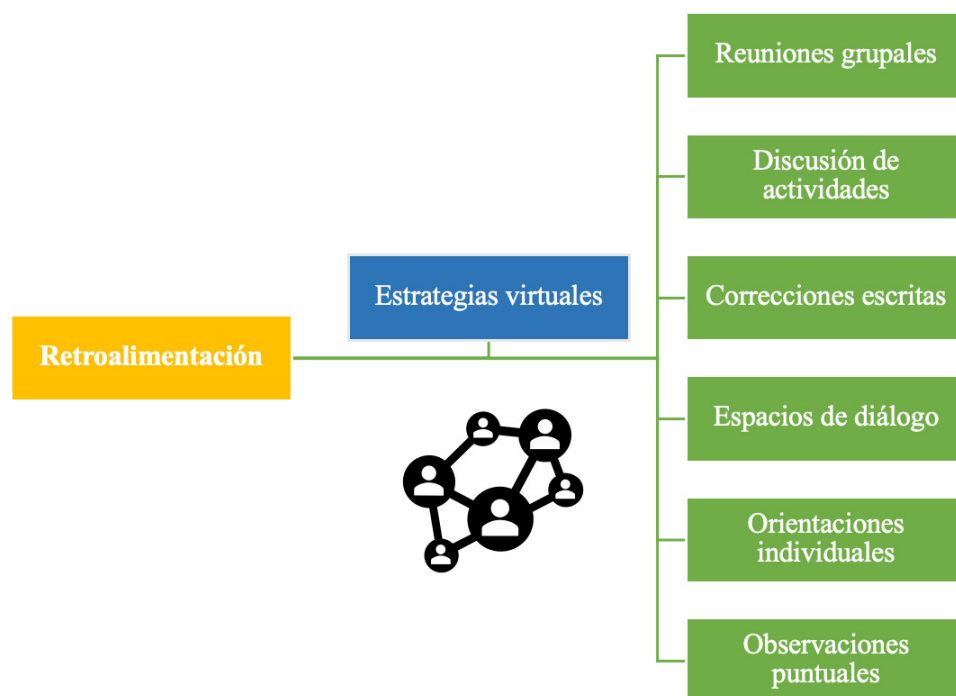 Retroalimentación
Estrategias virtuales
Reuniones grupales
Discusión de
actividades
Correcciones escritas
Espacios de diálogo
Orientaciones
individuales
Observaciones
puntuales